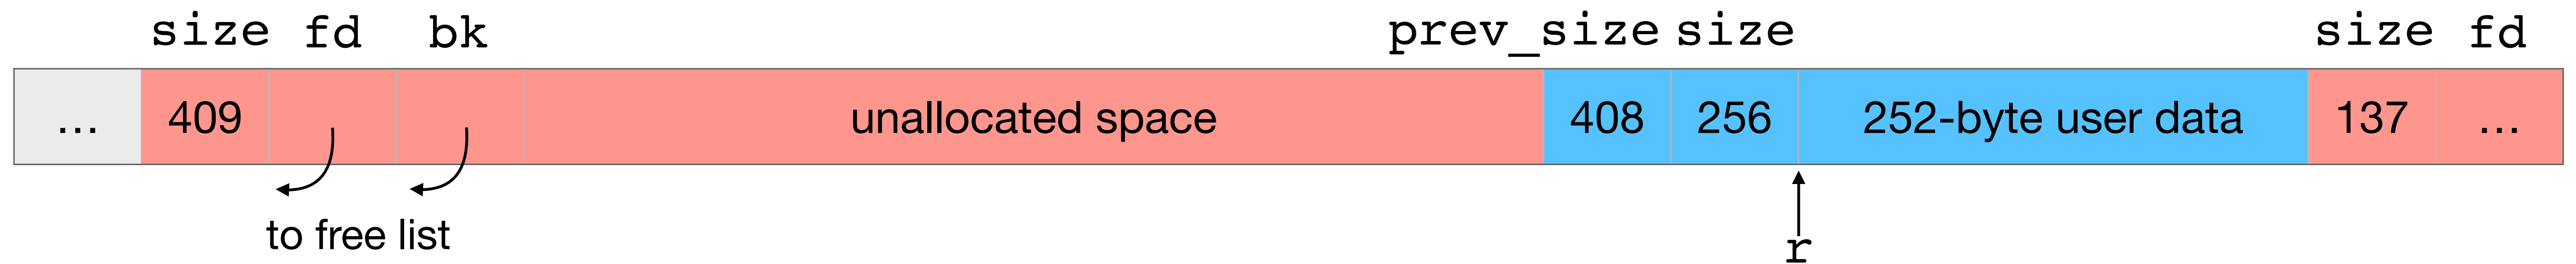 size fd bk prev_size size size fd
... 409 unallocated space 408 256 252-byte user data 137 ...
to free list
r